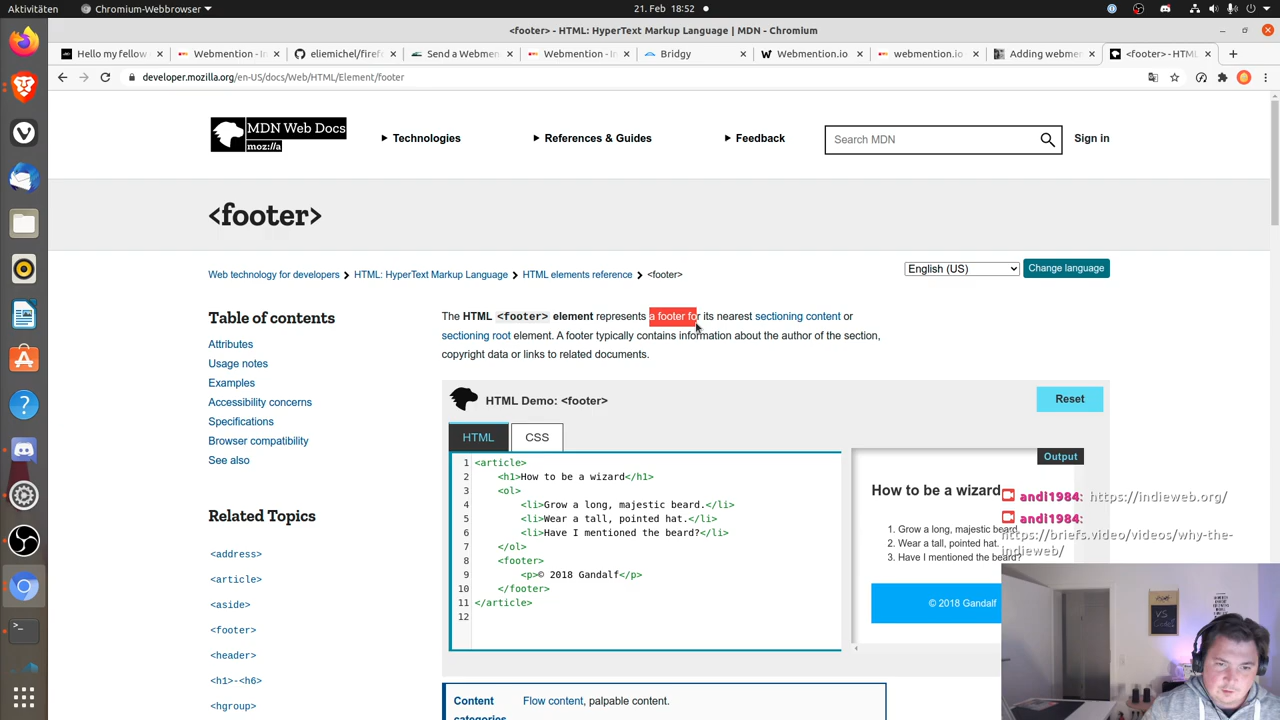 Aktivitäten
Chromium-Webbrowser
21. Feb 18:52
<footer> - HTML: HyperText Markup Language | MDN - Chromium
Hello my fellow
Webmention - In
eliemichel/firef
Send a Webmen
Webmention - In
Bridgy
Webmention.io
webmention.io
Adding webmen
<footer> - HTML
developer.mozilla.org/en-US/docs/Web/HTML/Element/footer
MDN Web Docs
moz://a
Technologies
References & Guides
Feedback
Search MDN
Sign in
<footer>
Web technology for developers
HTML: HyperText Markup Language
HTML elements reference
<footer>
English (US)
Change language
Table of contents
Attributes
Usage notes
Examples
Accessibility concerns
Specifications
Browser compatibility
See also
Related Topics
<address>
<article>
<aside>
<footer>
<header>
<h1>-<h6>
<hgroup>
The HTML <footer> element represents a footer for its nearest sectioning content or
sectioning root element. A footer typically contains information about the author of the section,
copyright data or links to related documents.
HTML Demo: <footer>
Reset
HTML
CSS
1 <article>
2 <h1>How to be a wizard</h1>
3 <ol>
4 <li>Grow a long, majestic beard.</li>
5 <li>Wear a tall, pointed hat.</li>
6 <li>Have I mentioned the beard?</li>
7 </ol>
8 <footer>
9 <p>© 2018 Gandalf</p>
10 </footer>
11 </article>
12
Output
How to be a wizard
1. Grow a long, majestic beard.
2. Wear a tall, pointed hat.
3. Have I mentioned the beard?
© 2018 Gandalf
andi1984: https://indieweb.org/
andi1984:
https://briefs.video/videos/why-the-
indieweb/
Content
categories
Flow content, palpable content.